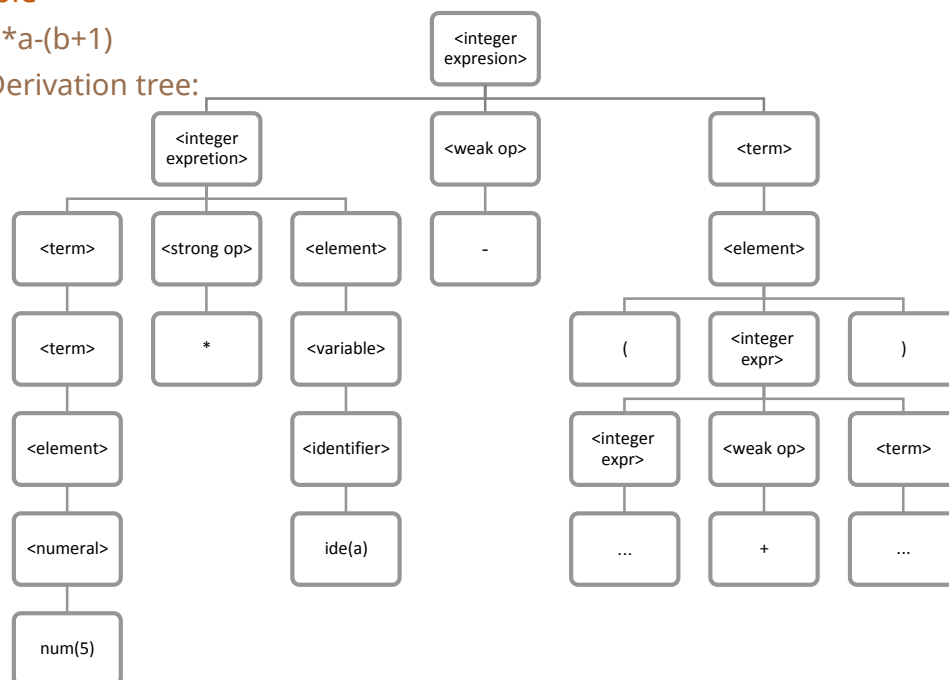 *a-(b+1)
Derivation tree:
<integer
expresion>
<integer
expretion>
<weak op>
<term>
<term>
<strong op>
<element>
-
<element>
<term>
*
<variable>
(
<integer
expr>
)
<element>
<identifier>
<integer
expr>
<weak op>
<term>
<numeral>
ide(a)
...
+
...
num(5)